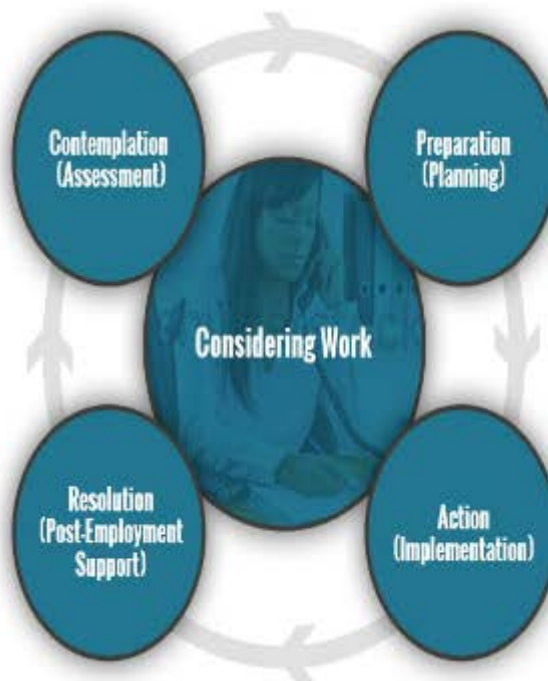 Contemplation
(Assessment)
Preparation
(Planning)
Considering Work
Resolution
(Post-Employment
Support)
Action
(Implementation)